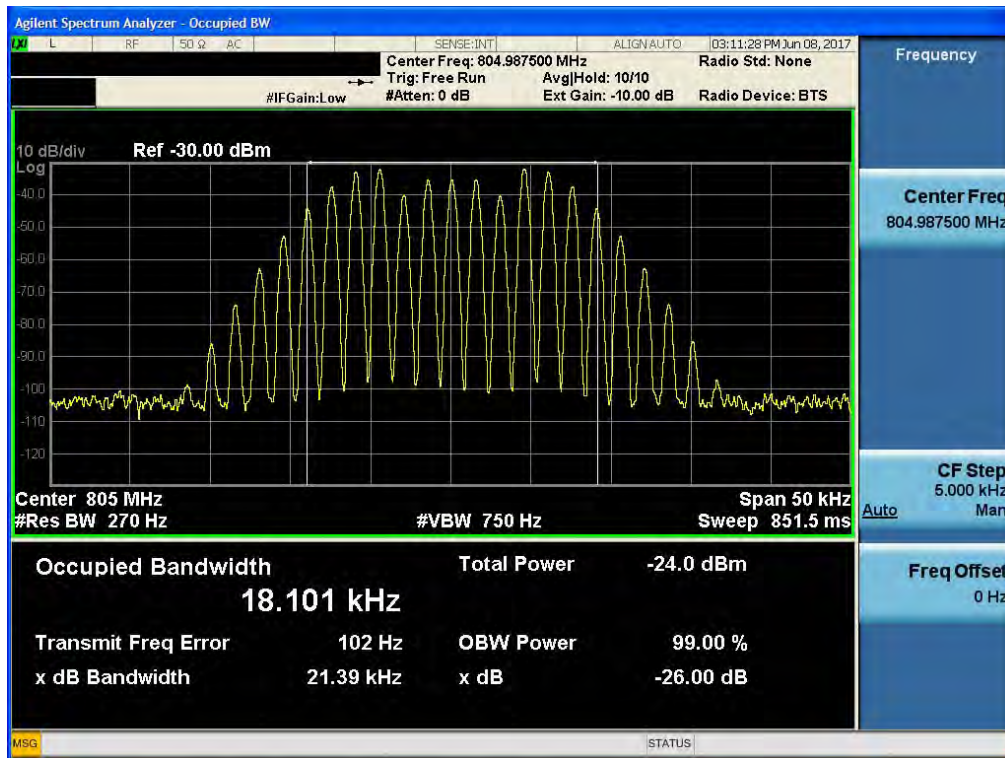 Agilent Spectrum Analyzer - Occupied BW
LXI L RF 50 Ω AC SENSE:INT ALIGN AUTO 03:11:28 PM Jun 08, 2017
Center Freq: 804.987500 MHz Radio Std: None
Trig: Free Run Avg|Hold: 10/10
#IFGain:Low #Atten: 0 dB Ext Gain: -10.00 dB Radio Device: BTS
10 dB/div Ref -30.00 dBm
Log
-40.0
-50.0
-60.0
-70.0
-80.0
-90.0
-100
-110
-120
Center 805 MHz Span 50 kHz
#Res BW 270 Hz #VBW 750 Hz Sweep 851.5 ms
Occupied Bandwidth Total Power -24.0 dBm
18.101 kHz
Transmit Freq Error 102 Hz OBW Power 99.00 %
x dB Bandwidth 21.39 kHz x dB -26.00 dB
MSG STATUS
Frequency
Center Freq
804.987500 MHz
CF Step
5.000 kHz
Auto Man
Freq Offset
0 Hz